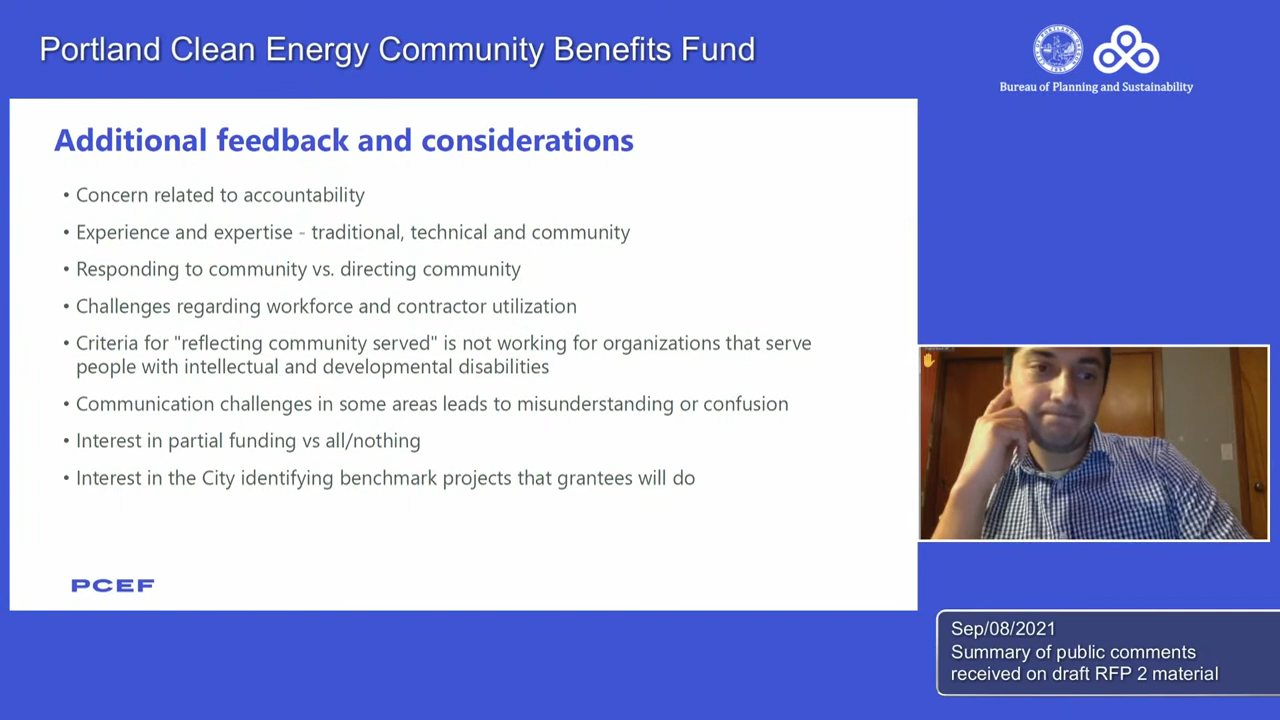 Portland Clean Energy Community Benefits Fund
Bureau of Planning and Sustainability
Additional feedback and considerations
• Concern related to accountability
• Experience and expertise - traditional, technical and community
• Responding to community vs. directing community
• Challenges regarding workforce and contractor utilization
• Criteria for "reflecting community served" is not working for organizations that serve
people with intellectual and developmental disabilities
• Communication challenges in some areas leads to misunderstanding or confusion
• Interest in partial funding vs all/nothing
• Interest in the City identifying benchmark projects that grantees will do
PCEF
Sep/08/2021
Summary of public comments
received on draft RFP 2 material